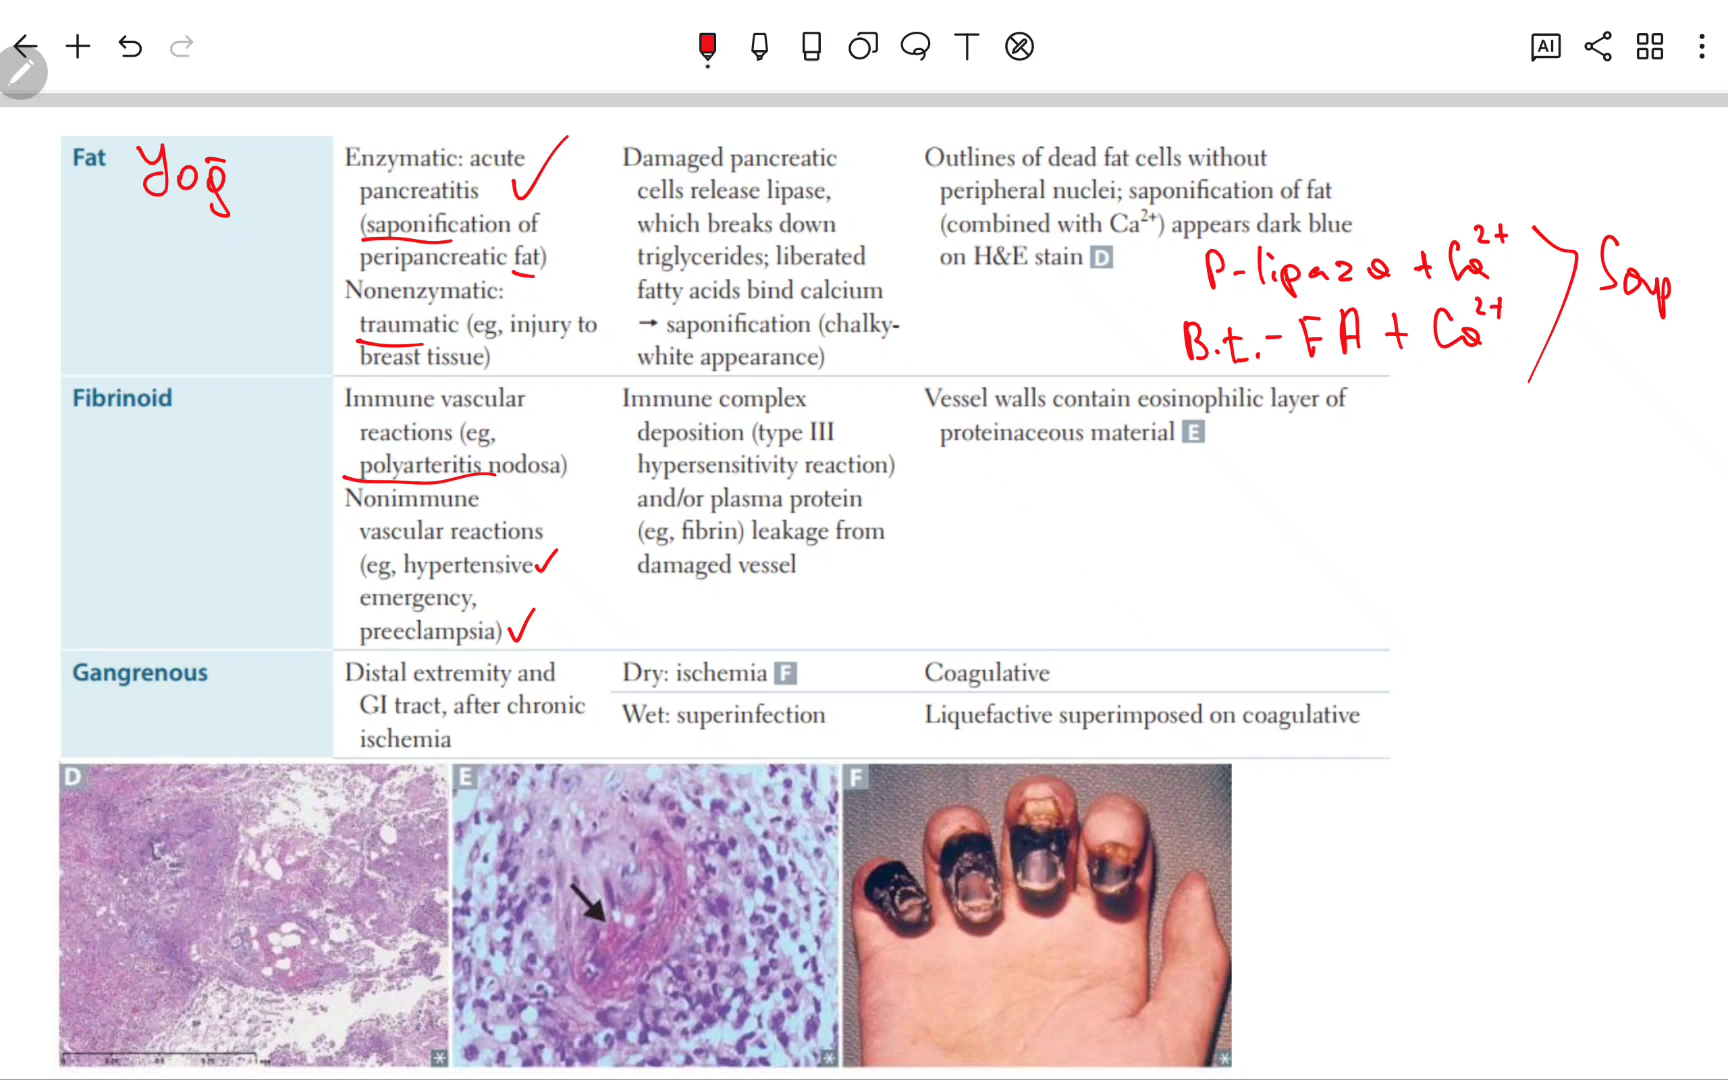 AI
Fat
Yog̅
Enzymatic: acute
pancreatitis
(saponification of
peripancreatic fat)
Nonenzymatic:
traumatic (eg, injury to
breast tissue)
Damaged pancreatic
cells release lipase,
which breaks down
triglycerides; liberated
fatty acids bind calcium
→ saponification (chalky-
white appearance)
Outlines of dead fat cells without
peripheral nuclei; saponification of fat
(combined with Ca²⁺) appears dark blue
on H&E stain D
P-lipaza + Ca²⁺
B.t.- FA + Ca²⁺
Soap
Fibrinoid
Immune vascular
reactions (eg,
polyarteritis nodosa)
Nonimmune
vascular reactions
(eg, hypertensive
emergency,
preeclampsia)
Immune complex
deposition (type III
hypersensitivity reaction)
and/or plasma protein
(eg, fibrin) leakage from
damaged vessel
Vessel walls contain eosinophilic layer of
proteinaceous material E
Gangrenous
Distal extremity and
GI tract, after chronic
ischemia
Dry: ischemia F
Coagulative
Wet: superinfection
Liquefactive superimposed on coagulative
D
E
F